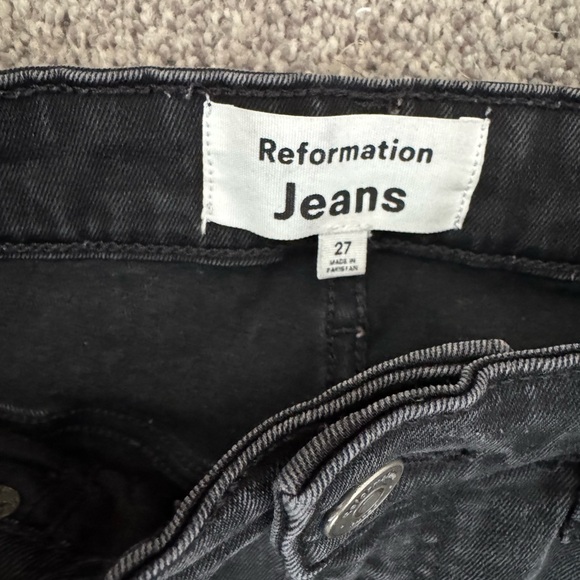 Reformation
Jeans
27
MADE IN
PAKISTAN